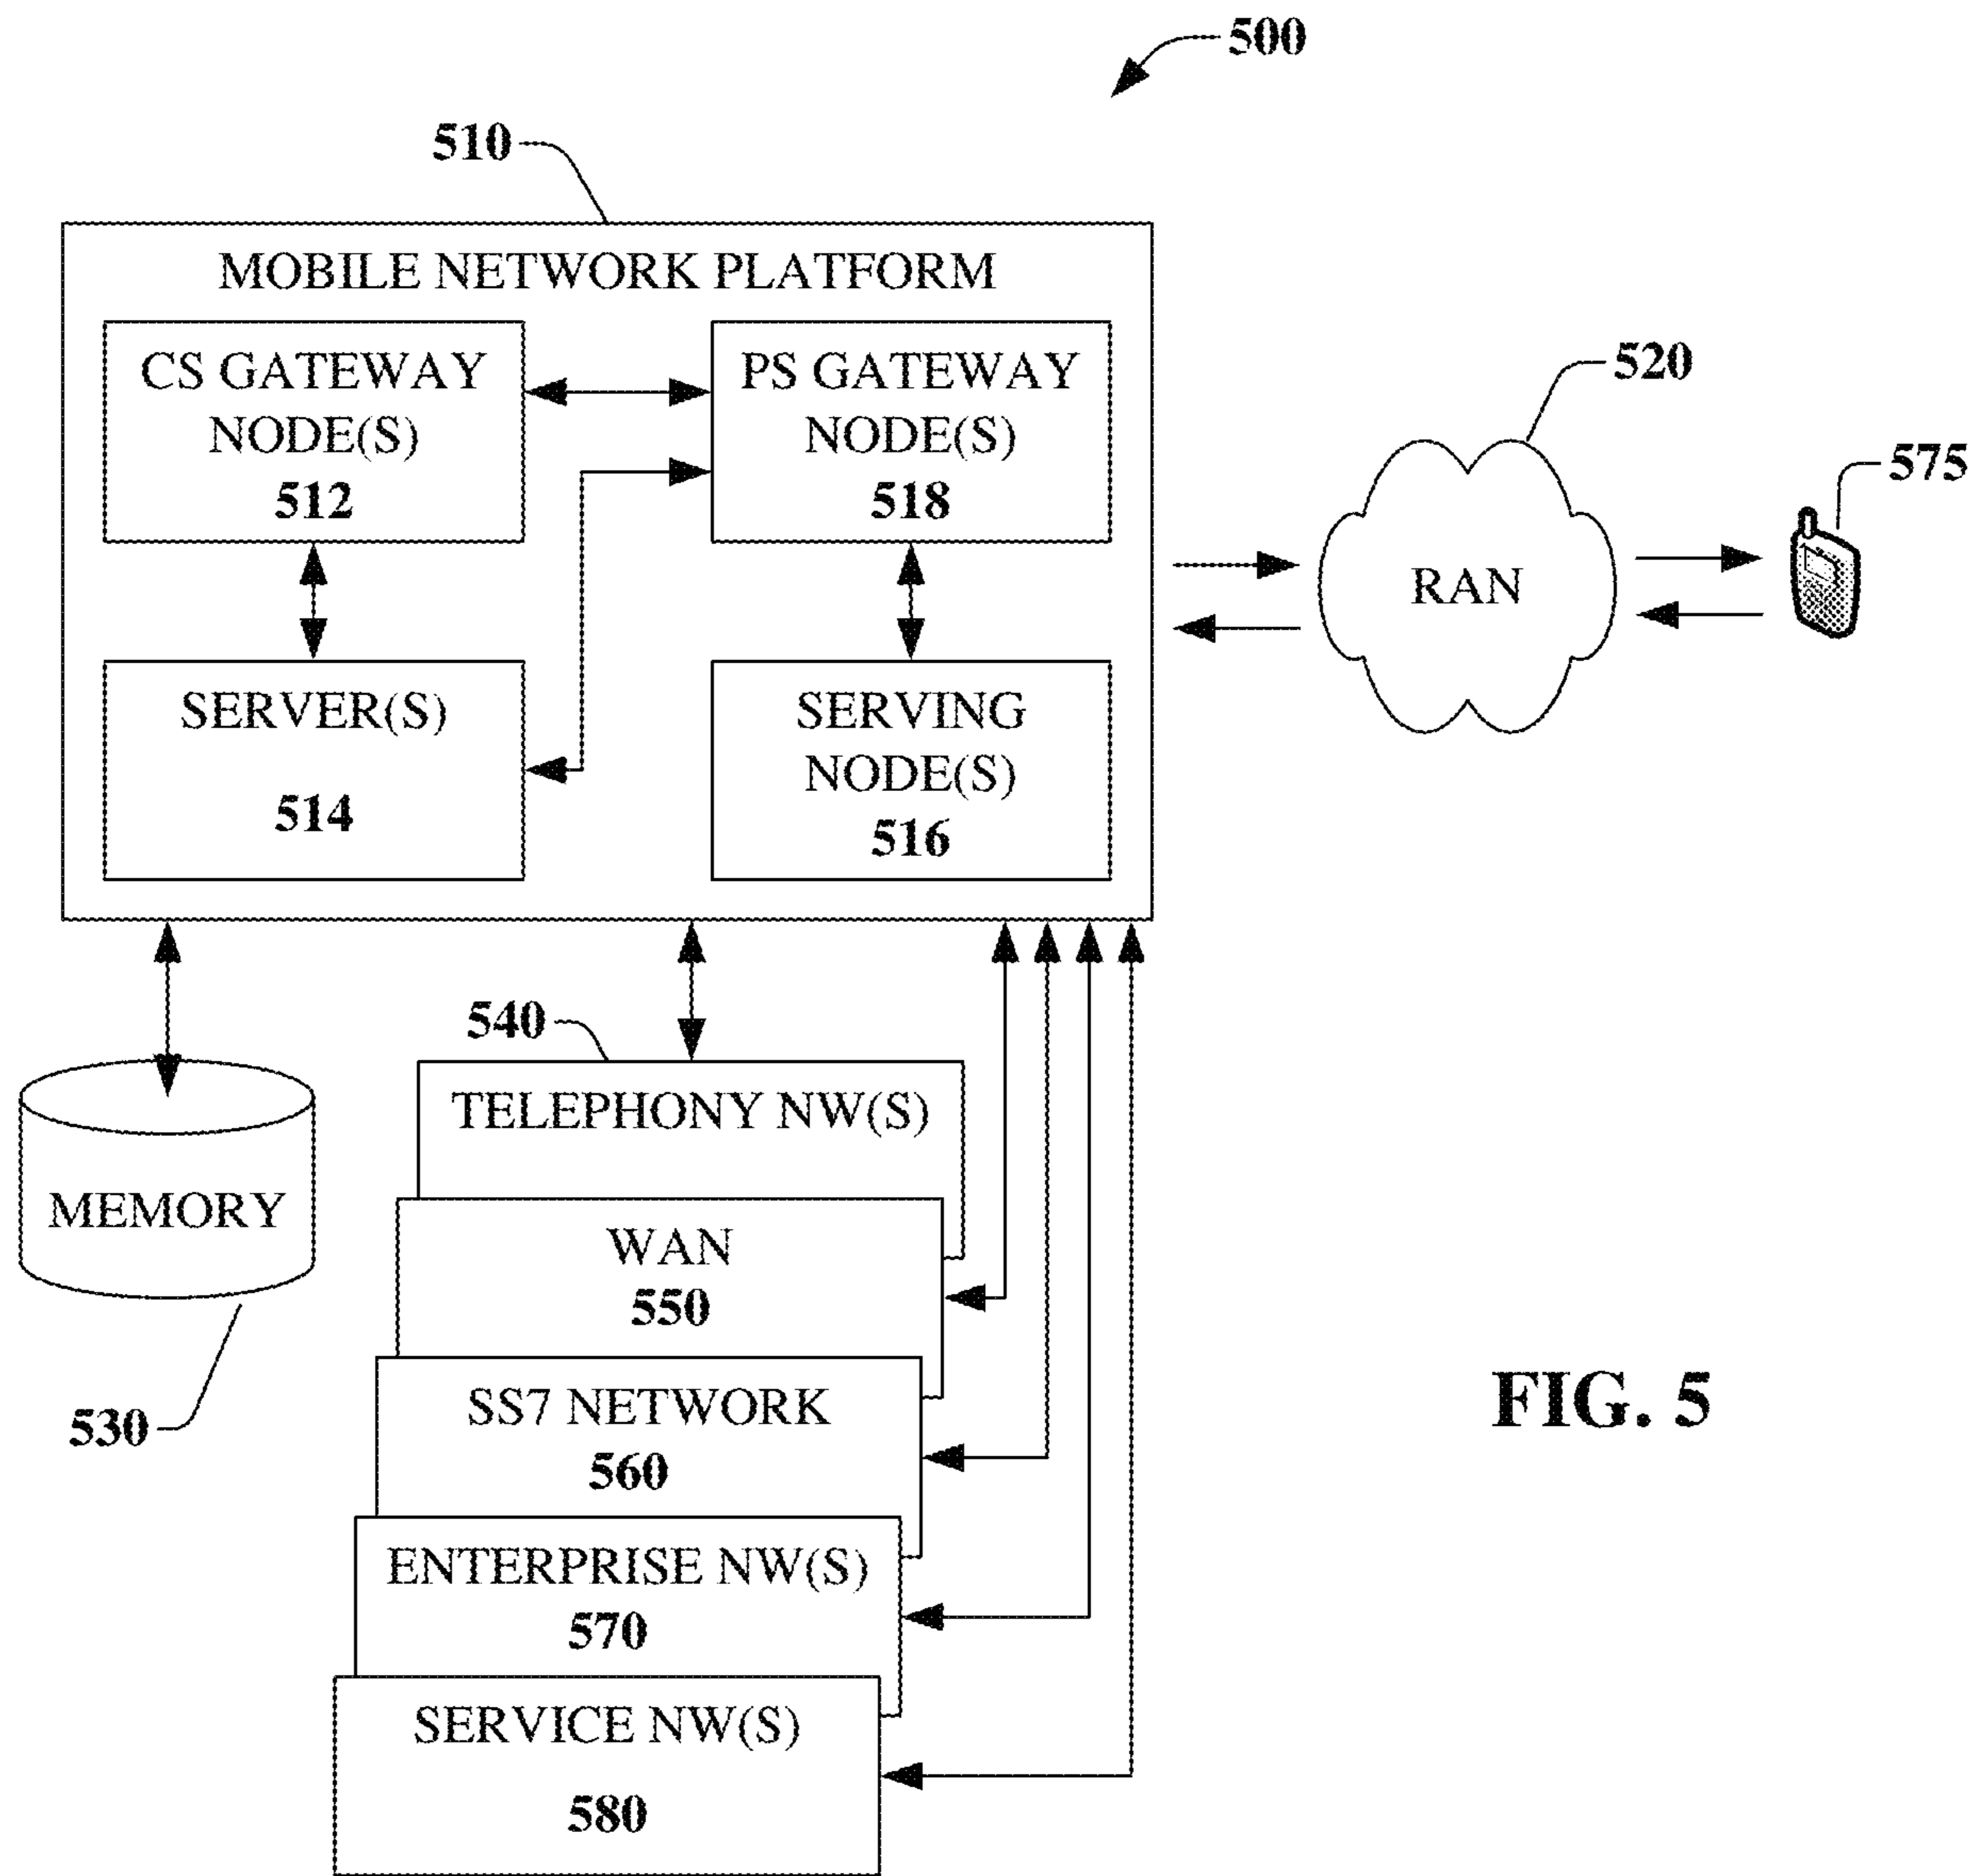 500
510
MOBILE NETWORK PLATFORM
CS GATEWAY
NODE(S)
512
PS GATEWAY
NODE(S)
518
SERVER(S)
514
SERVING
NODE(S)
516
520
RAN
575
540
TELEPHONY NW(S)
MEMORY
530
WAN
550
SS7 NETWORK
560
ENTERPRISE NW(S)
570
SERVICE NW(S)
580
FIG. 5